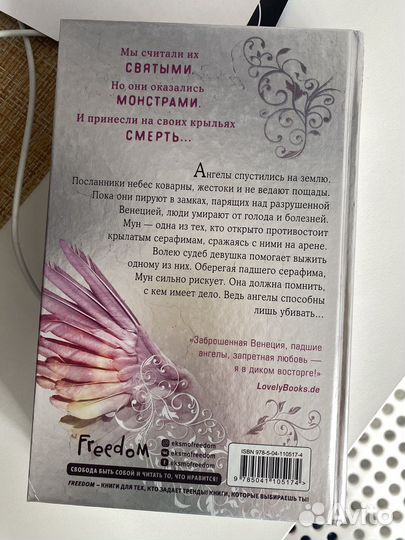 Мы считали их
СВЯТЫМИ.
Но они оказались
МОНСТРАМИ.
И принесли на своих крыльях
СМЕРТЬ...
Ангелы спустились на землю.
Посланники небес коварны, жестоки и не ведают пощады.
Пока они пируют в замках, парящих над разрушенной
Венецией, люди умирают от голода и болезней.
Мун — одна из тех, кто открыто противостоит
крылатым серафимам, сражаясь с ними на арене.
Волею судеб девушка помогает выжить
одному из них. Оберегая падшего серафима,
Мун сильно рискует. Она должна помнить,
с кем имеет дело. Ведь ангелы способны
лишь убивать...
«Заброшенная Венеция, падшие
ангелы, запретная любовь —
я в диком восторге!»
LovelyBooks.de
Freedom
eksmofreedom
eksmofreedom
СВОБОДА БЫТЬ СОБОЙ И ЧИТАТЬ ТО, ЧТО НРАВИТСЯ!
FREEDOM – КНИГИ ДЛЯ ТЕХ, КТО ЗАДАЕТ ТРЕНДЫ! КНИГИ, КОТОРЫЕ ВЫБИРАЕШЬ ТЫ!
ISBN 978-5-04-110517-4
9 785041 105174 >
Avito